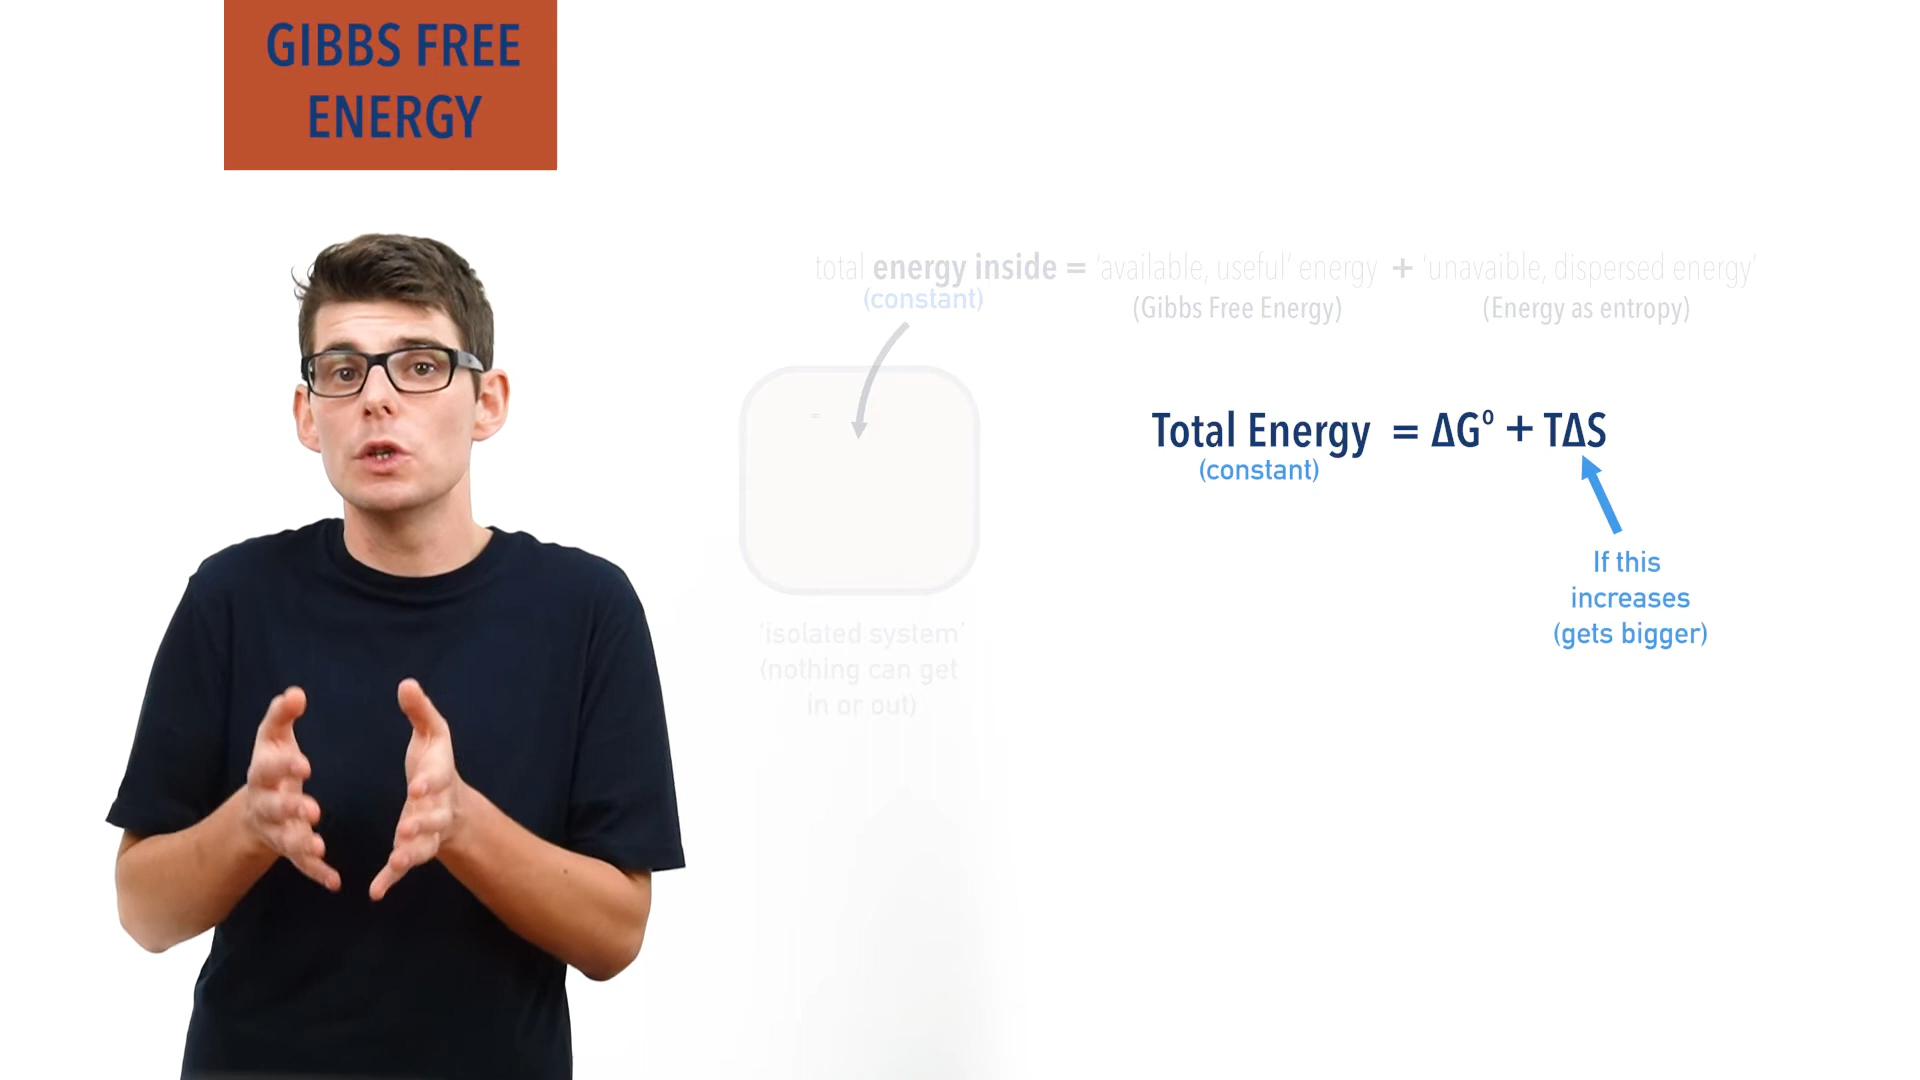 GIBBS FREE
ENERGY
total energy inside = 'available, useful' energy + 'unavaible, dispersed energy'
(constant)
(Gibbs Free Energy)
(Energy as entropy)
=
Total Energy = ΔG° + TΔS
(constant)
If this
increases
(gets bigger)
'isolated system'
(nothing can get
in or out)